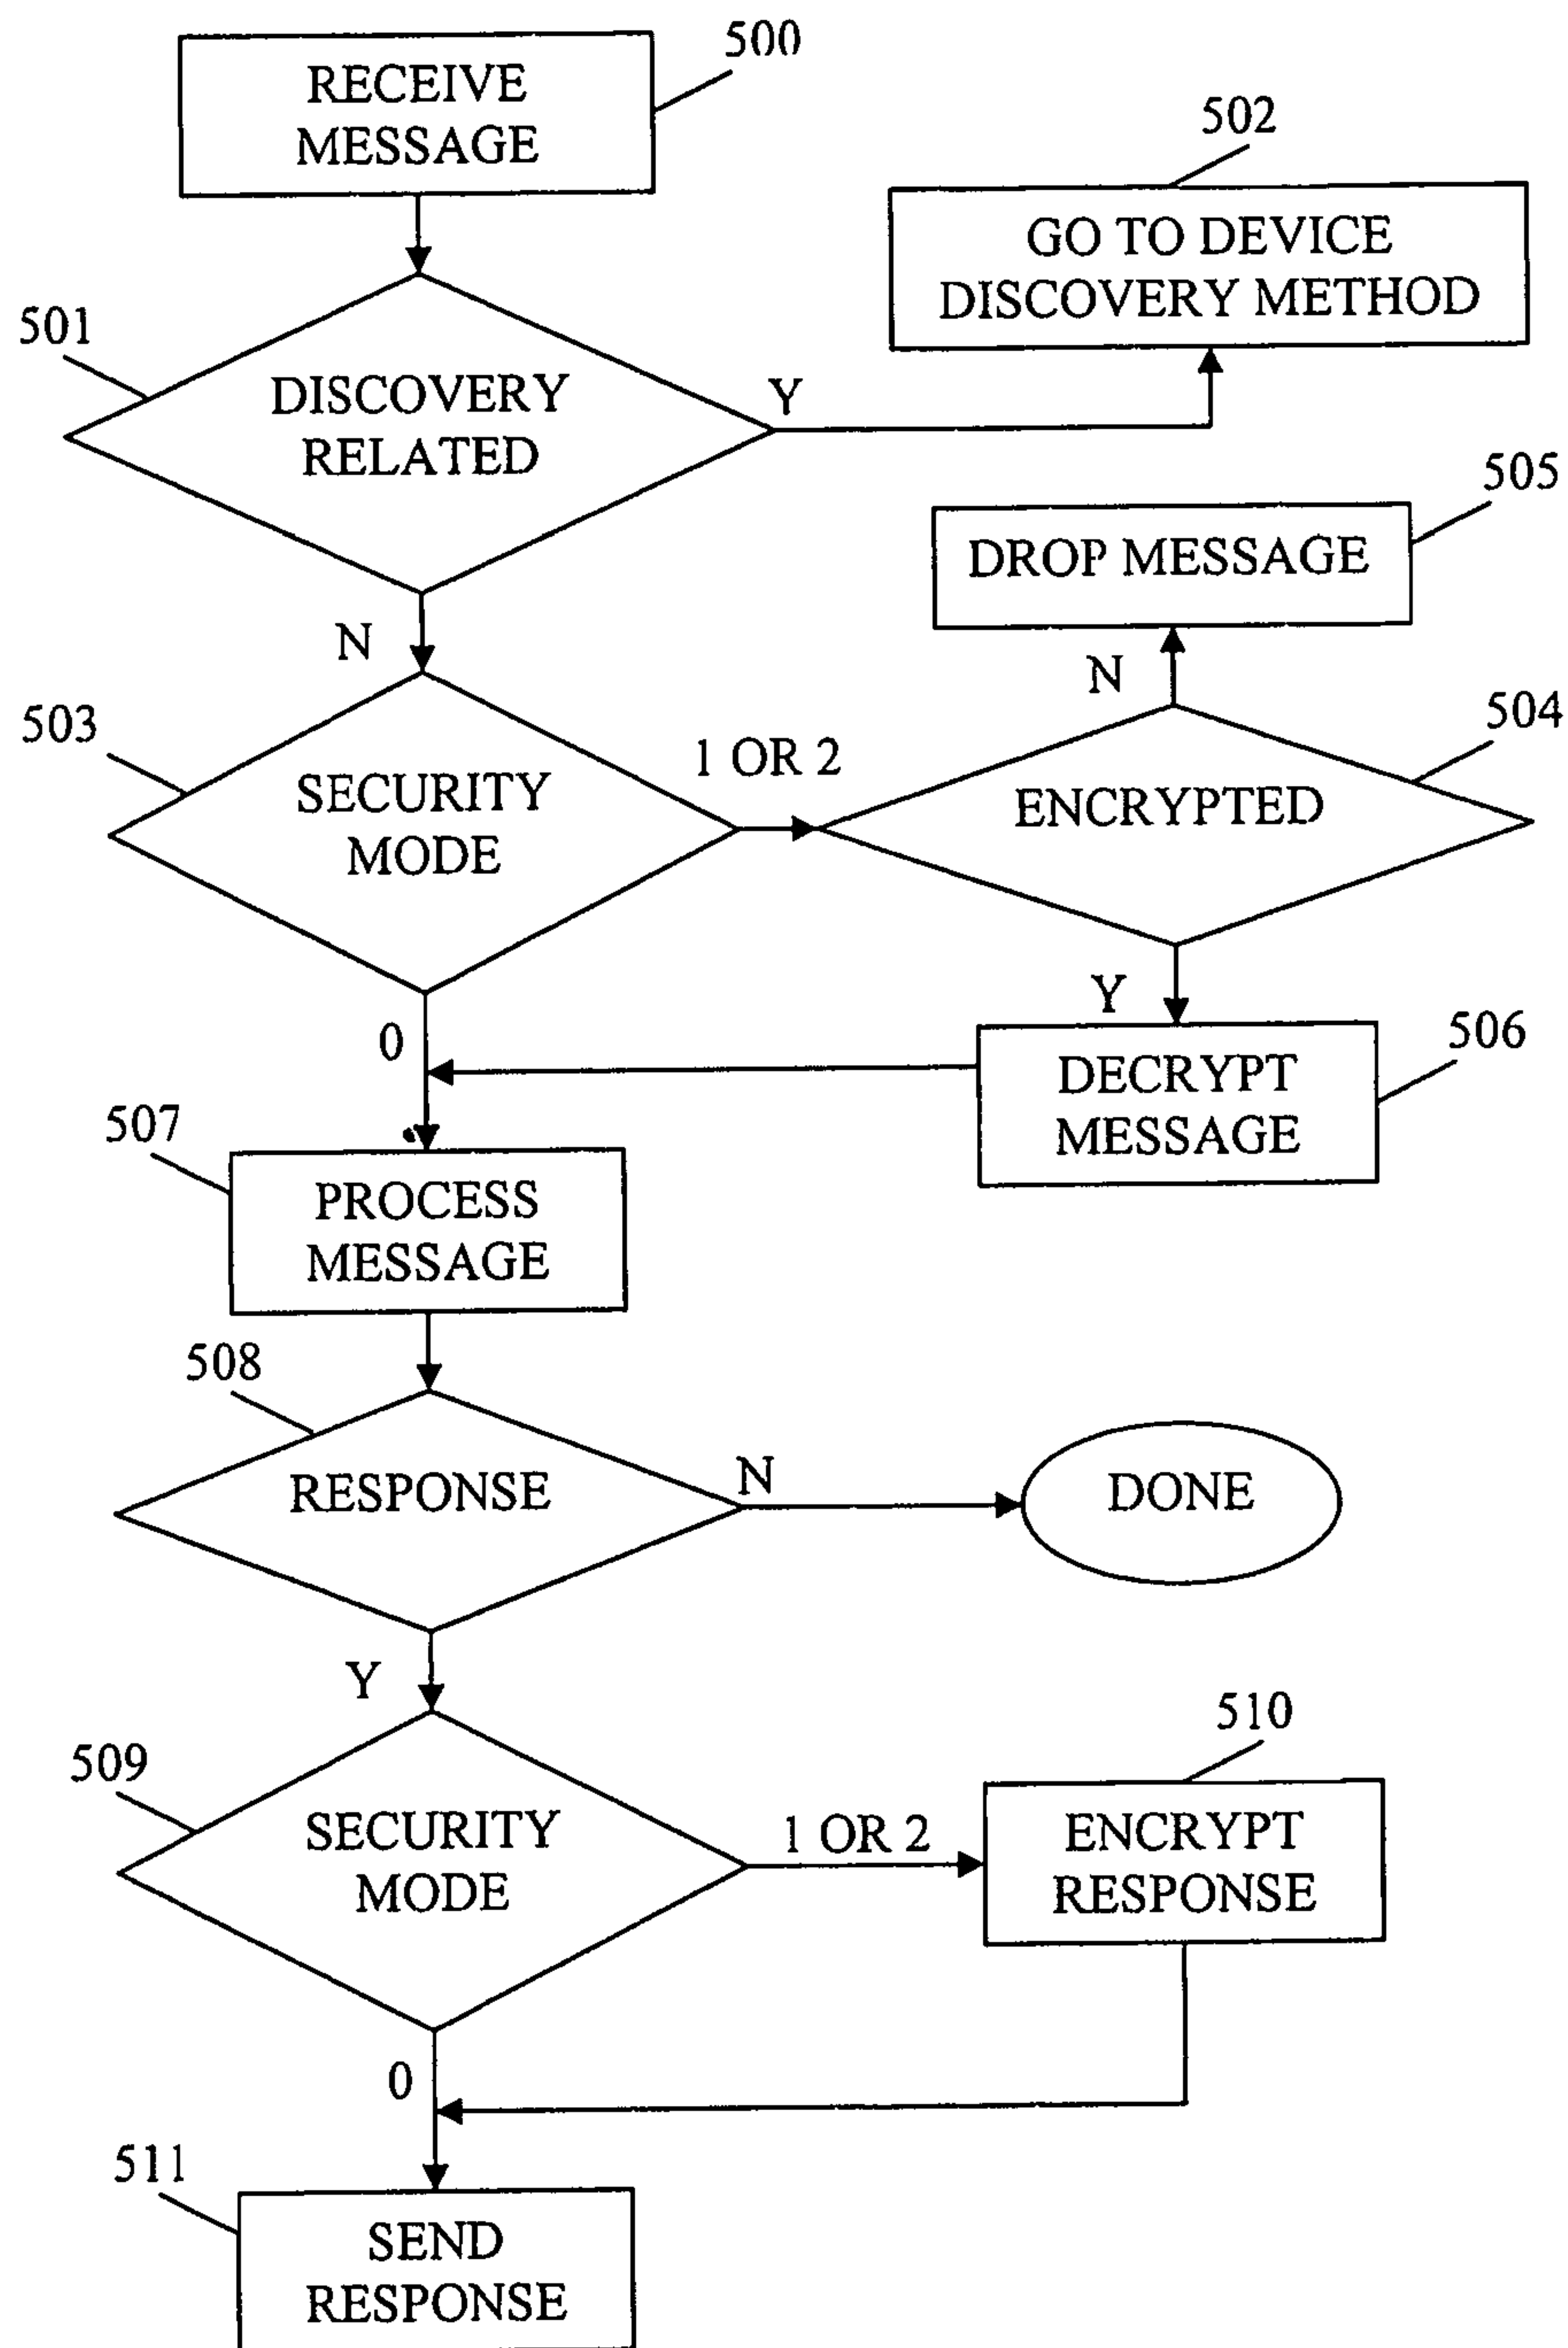 500
RECEIVE
MESSAGE
502
GO TO DEVICE
DISCOVERY METHOD
501
DISCOVERY
RELATED
Y
505
DROP MESSAGE
N
N
503
504
SECURITY
MODE
1 OR 2
ENCRYPTED
0
Y
506
DECRYPT
MESSAGE
507
PROCESS
MESSAGE
508
RESPONSE
N
DONE
Y
509
510
SECURITY
MODE
1 OR 2
ENCRYPT
RESPONSE
0
511
SEND
RESPONSE